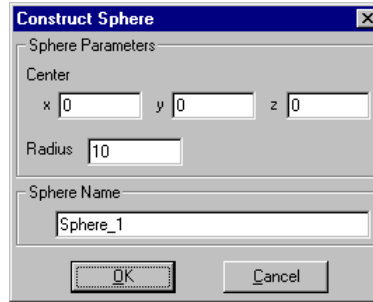 Construct Sphere
Sphere Parameters
Center
x 0 y 0 z 0
Radius 10
Sphere Name
Sphere_1
OK Cancel